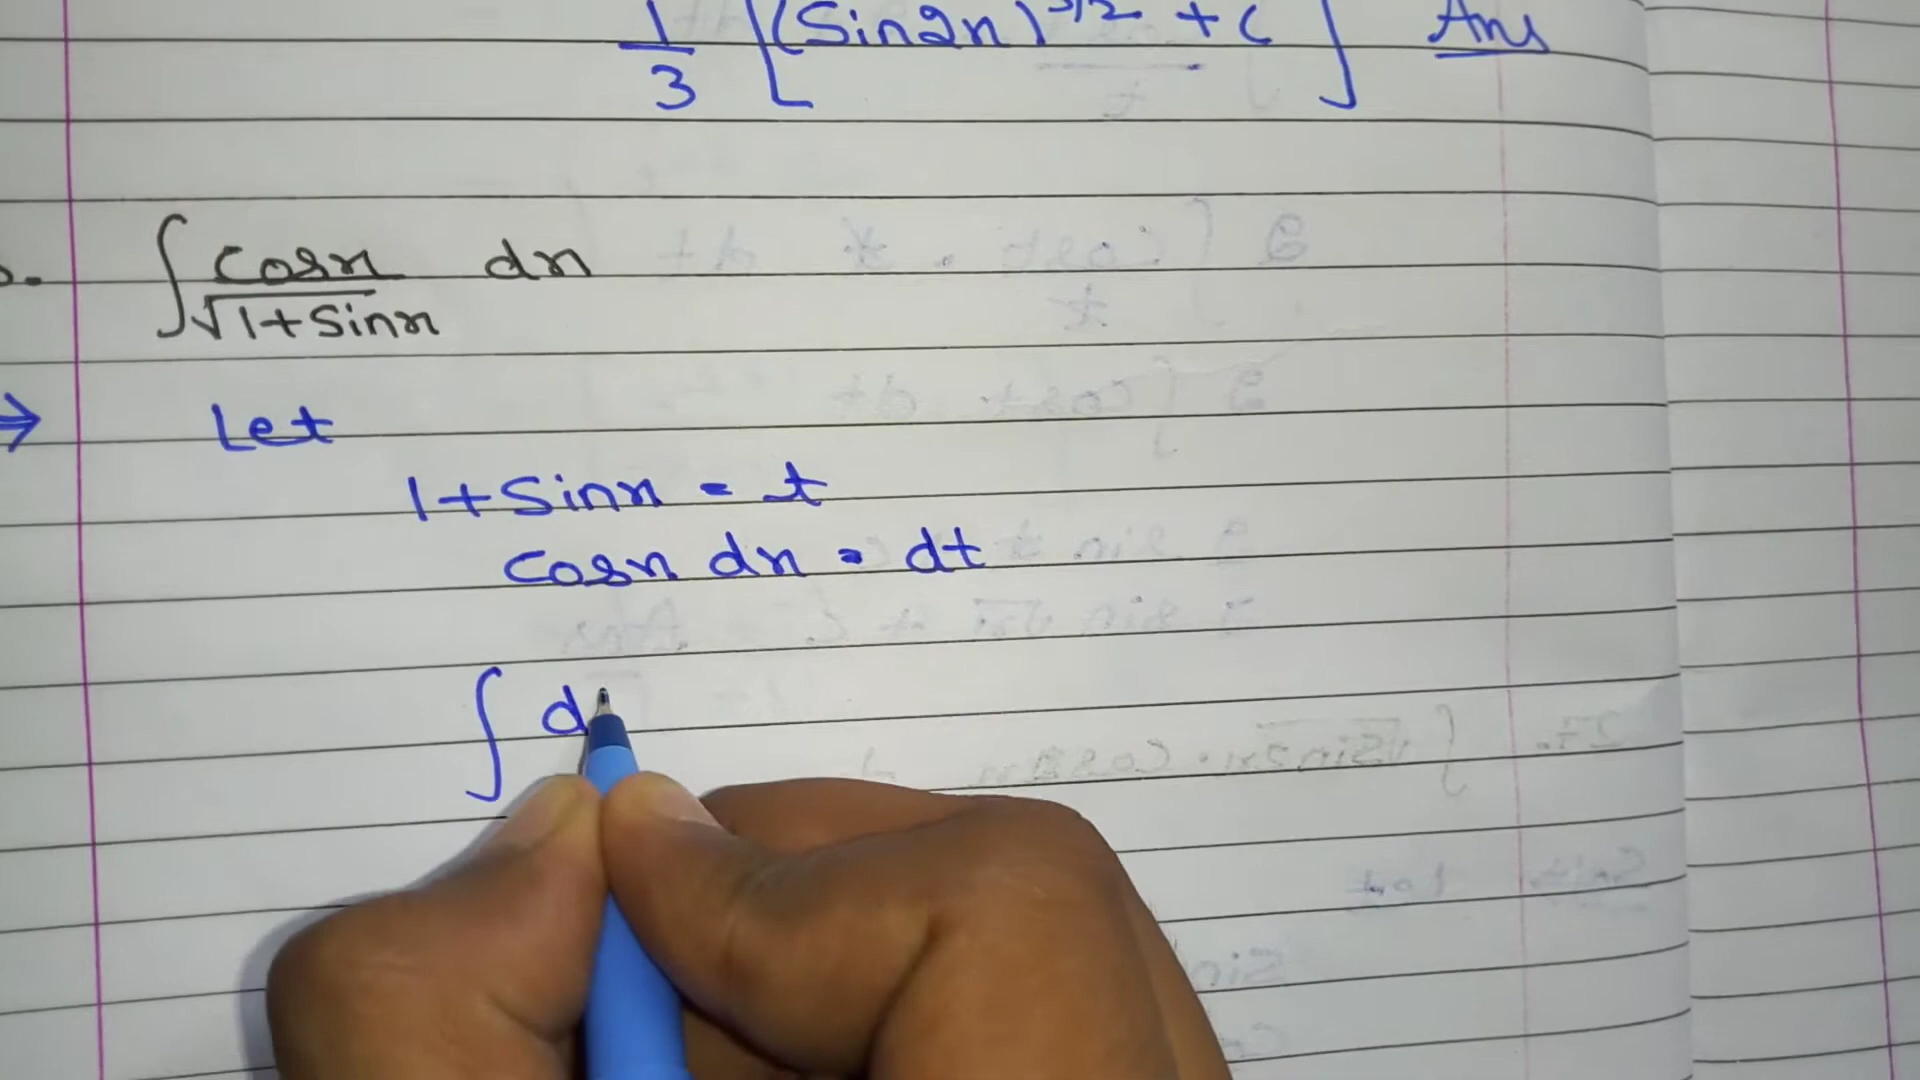 1/3 [(Sin2x)^3/2 + C] Ans
∫ Cosx/√1+Sinx dx
⇒ Let
1+Sinx = t
Cosx dx = dt
∫ d